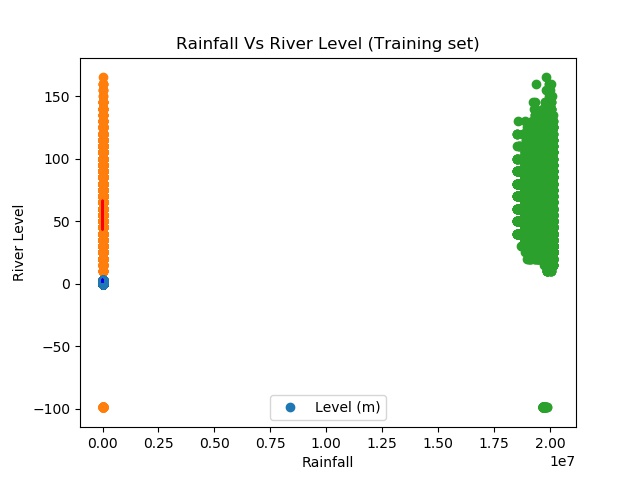 Rainfall Vs River Level (Training set)
150
100
50
0
−50
−100
River Level
Level (m)
0.00 0.25 0.50 0.75 1.00 1.25 1.50 1.75 2.00
1e7
Rainfall